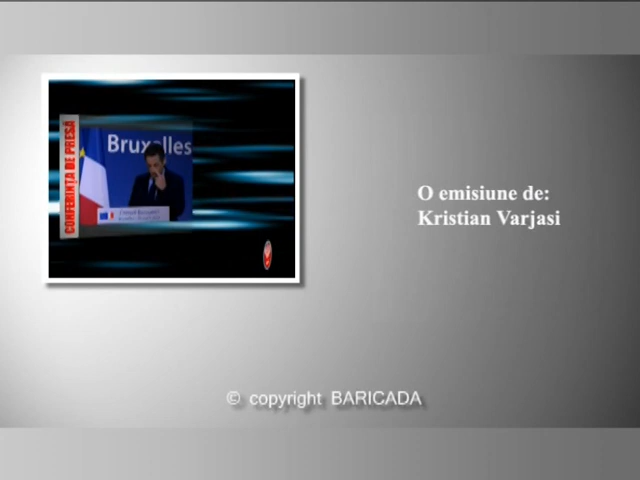 CONFERINȚA DE PRESĂ
Bruxelles
O emisiune de:
Kristian Varjasi
© copyright BARICADA